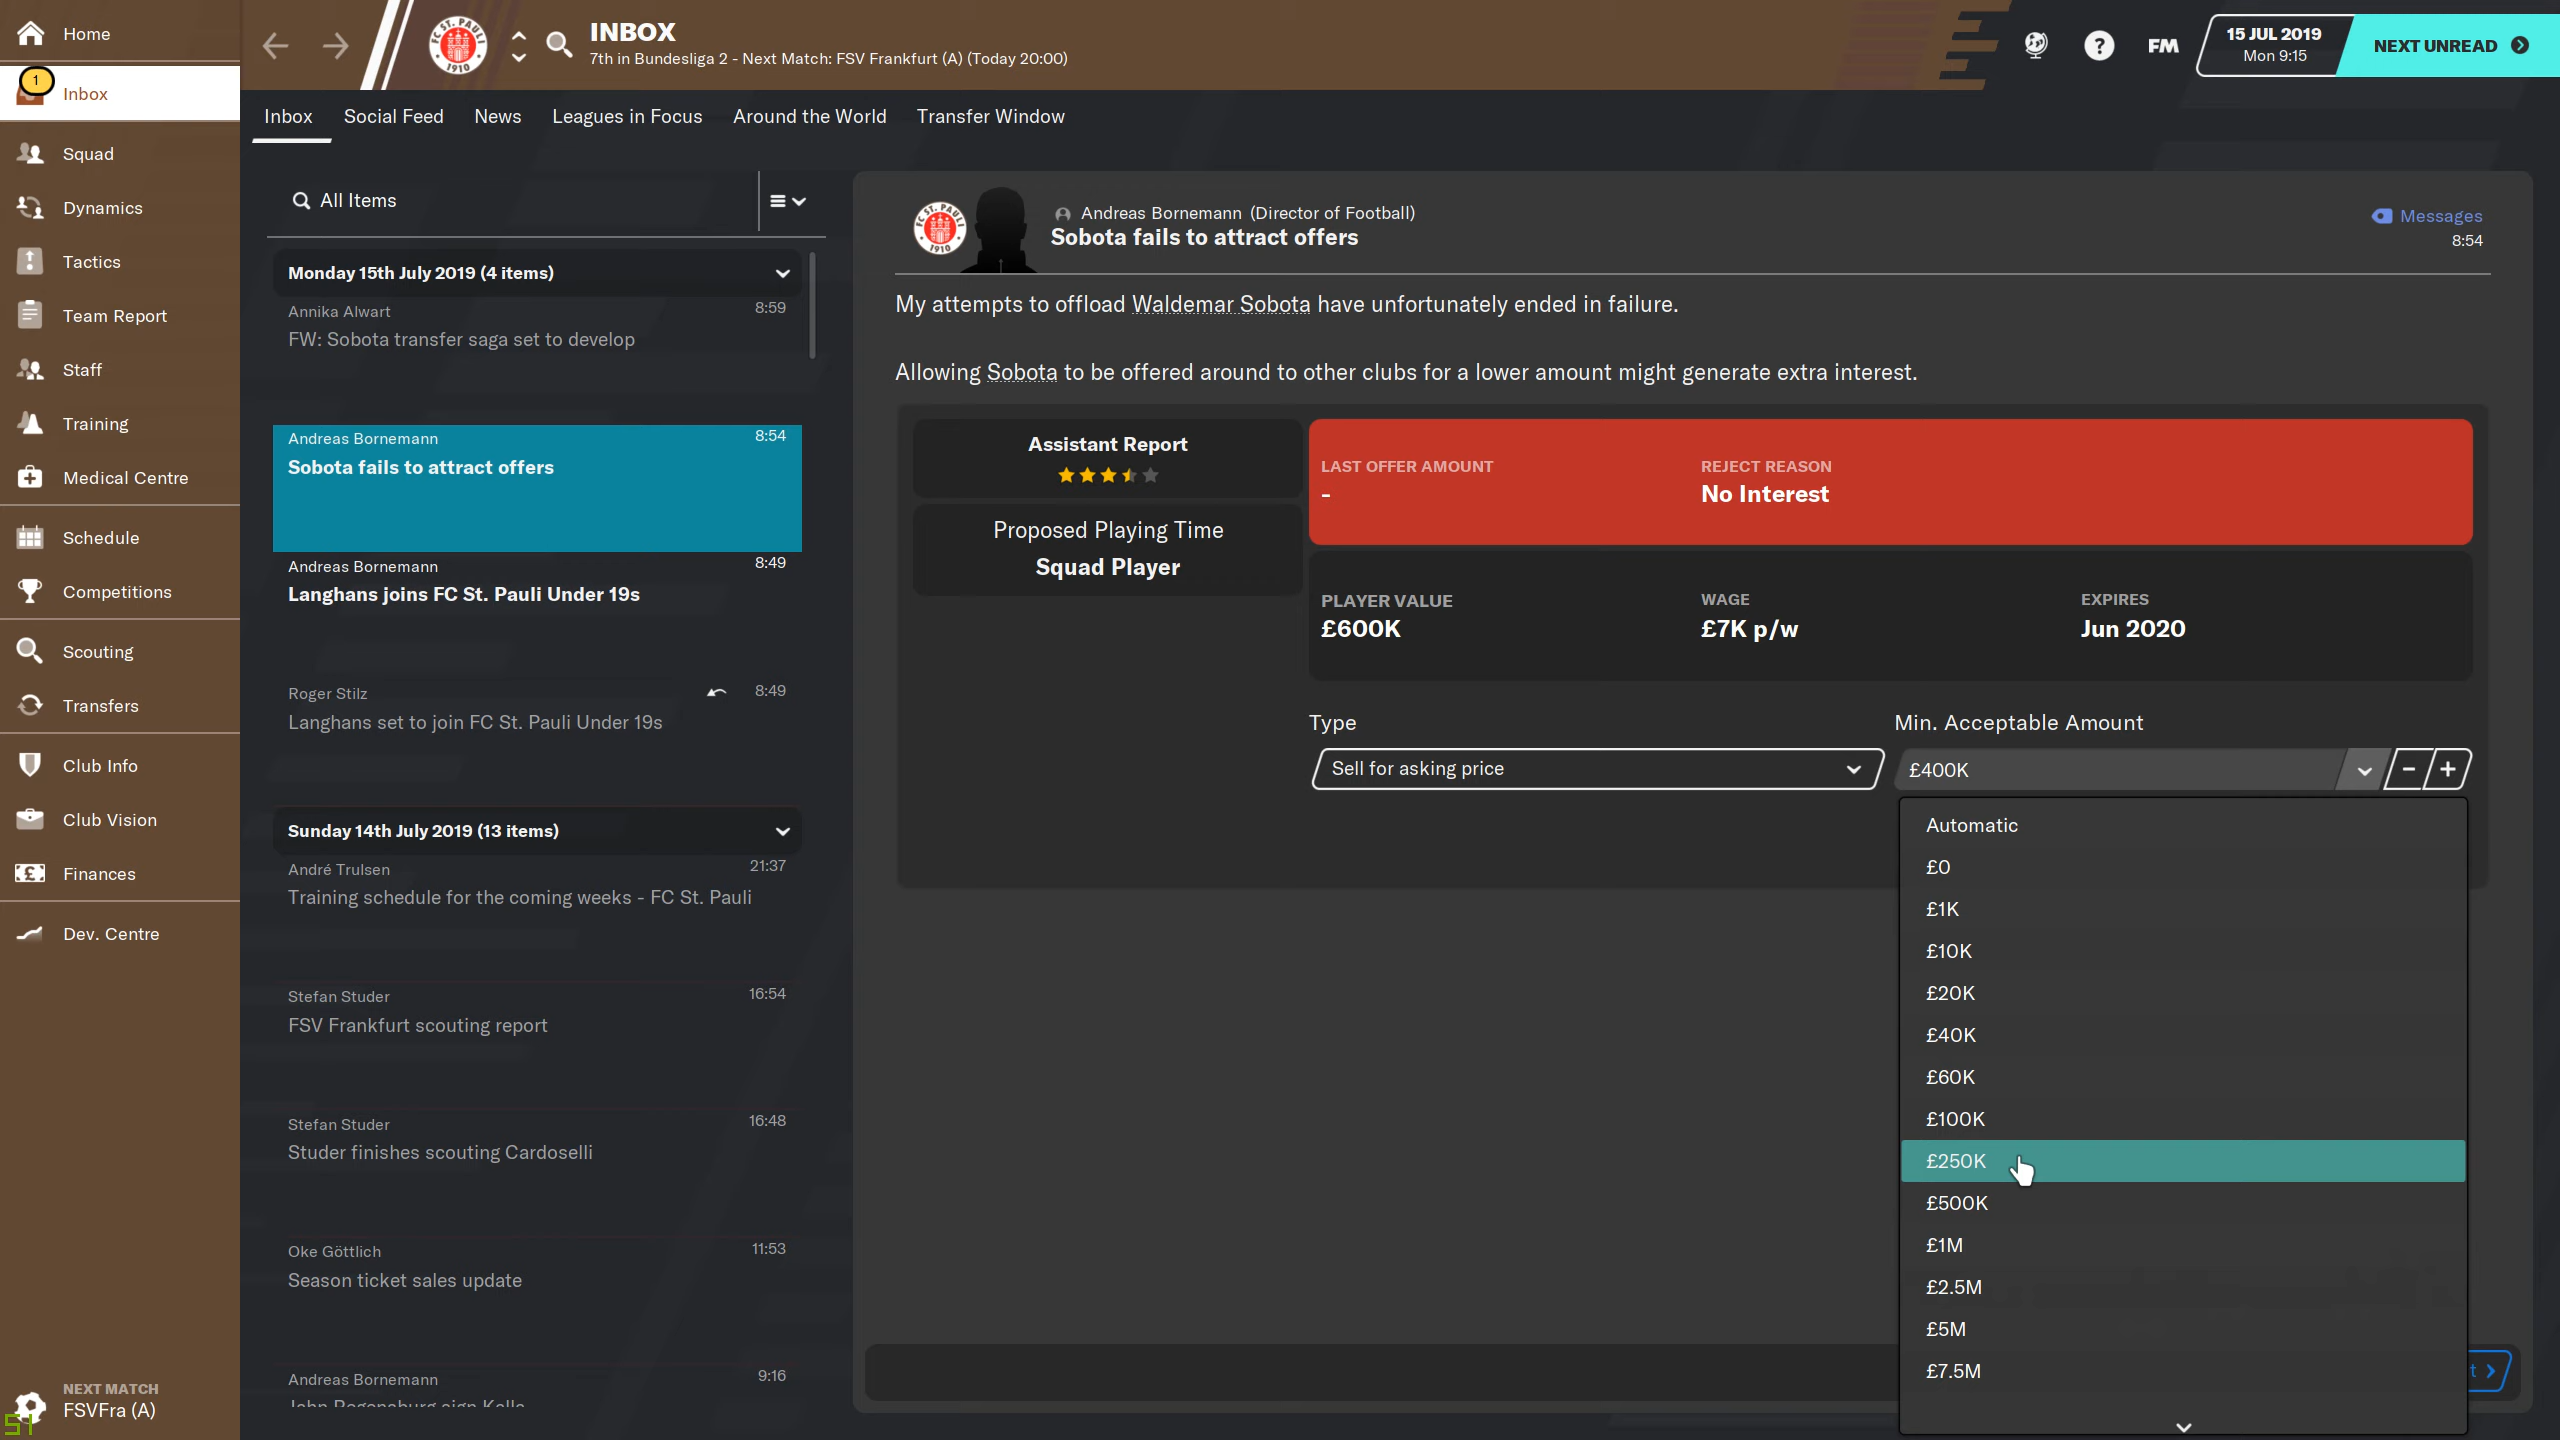 Home
1
Inbox
Squad
Dynamics
Tactics
Team Report
Staff
Training
Medical Centre
Schedule
Competitions
Scouting
Transfers
Club Info
Club Vision
Finances
Dev. Centre
NEXT MATCH
FSVFra (A)
51
FC ST. PAULI
1910
INBOX
7th in Bundesliga 2 - Next Match: FSV Frankfurt (A) (Today 20:00)
?
FM
15 JUL 2019
Mon 9:15
NEXT UNREAD
Inbox
Social Feed
News
Leagues in Focus
Around the World
Transfer Window
All Items
Monday 15th July 2019 (4 items)
Annika Alwart
8:59
FW: Sobota transfer saga set to develop
Andreas Bornemann
8:54
Sobota fails to attract offers
Andreas Bornemann
8:49
Langhans joins FC St. Pauli Under 19s
Roger Stilz
8:49
Langhans set to join FC St. Pauli Under 19s
Sunday 14th July 2019 (13 items)
André Trulsen
21:37
Training schedule for the coming weeks - FC St. Pauli
Stefan Studer
16:54
FSV Frankfurt scouting report
Stefan Studer
16:48
Studer finishes scouting Cardoselli
Oke Göttlich
11:53
Season ticket sales update
Andreas Bornemann
9:16
FC ST. PAULI
1910
Andreas Bornemann (Director of Football)
Sobota fails to attract offers
Messages
8:54
My attempts to offload Waldemar Sobota have unfortunately ended in failure.
Allowing Sobota to be offered around to other clubs for a lower amount might generate extra interest.
Assistant Report
Proposed Playing Time
Squad Player
LAST OFFER AMOUNT
-
REJECT REASON
No Interest
PLAYER VALUE
£600K
WAGE
£7K p/w
EXPIRES
Jun 2020
Type
Sell for asking price
Min. Acceptable Amount
£400K
Automatic
£0
£1K
£10K
£20K
£40K
£60K
£100K
£250K
£500K
£1M
£2.5M
£5M
£7.5M